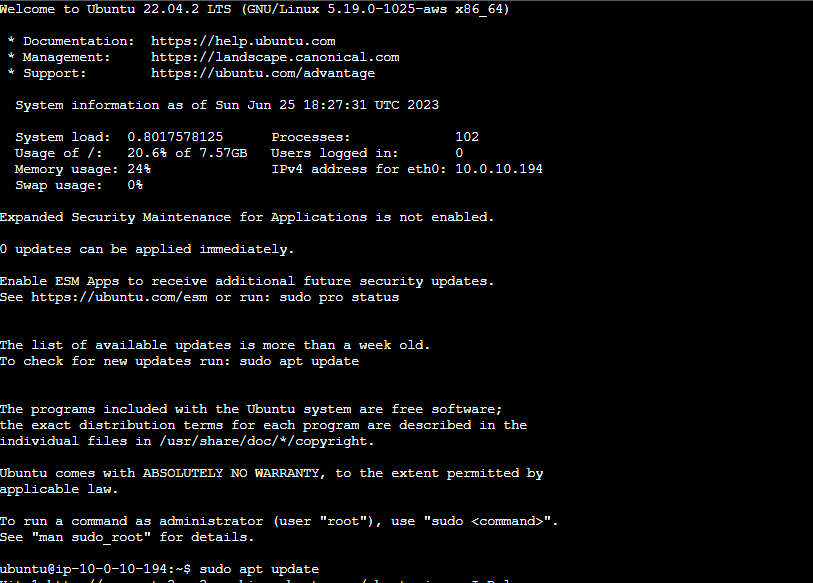 Welcome to Ubuntu 22.04.2 LTS (GNU/Linux 5.19.0-1025-aws x86_64)
* Documentation: https://help.ubuntu.com
* Management: https://landscape.canonical.com
* Support: https://ubuntu.com/advantage
System information as of Sun Jun 25 18:27:31 UTC 2023
System load: 0.8017578125 Processes: 102
Usage of /: 20.6% of 7.57GB Users logged in: 0
Memory usage: 24% IPv4 address for eth0: 10.0.10.194
Swap usage: 0%
Expanded Security Maintenance for Applications is not enabled.
0 updates can be applied immediately.
Enable ESM Apps to receive additional future security updates.
See https://ubuntu.com/esm or run: sudo pro status
The list of available updates is more than a week old.
To check for new updates run: sudo apt update
The programs included with the Ubuntu system are free software;
the exact distribution terms for each program are described in the
individual files in /usr/share/doc/*/copyright.
Ubuntu comes with ABSOLUTELY NO WARRANTY, to the extent permitted by
applicable law.
To run a command as administrator (user "root"), use "sudo <command>".
See "man sudo_root" for details.
ubuntu@ip-10-0-10-194:~$ sudo apt update